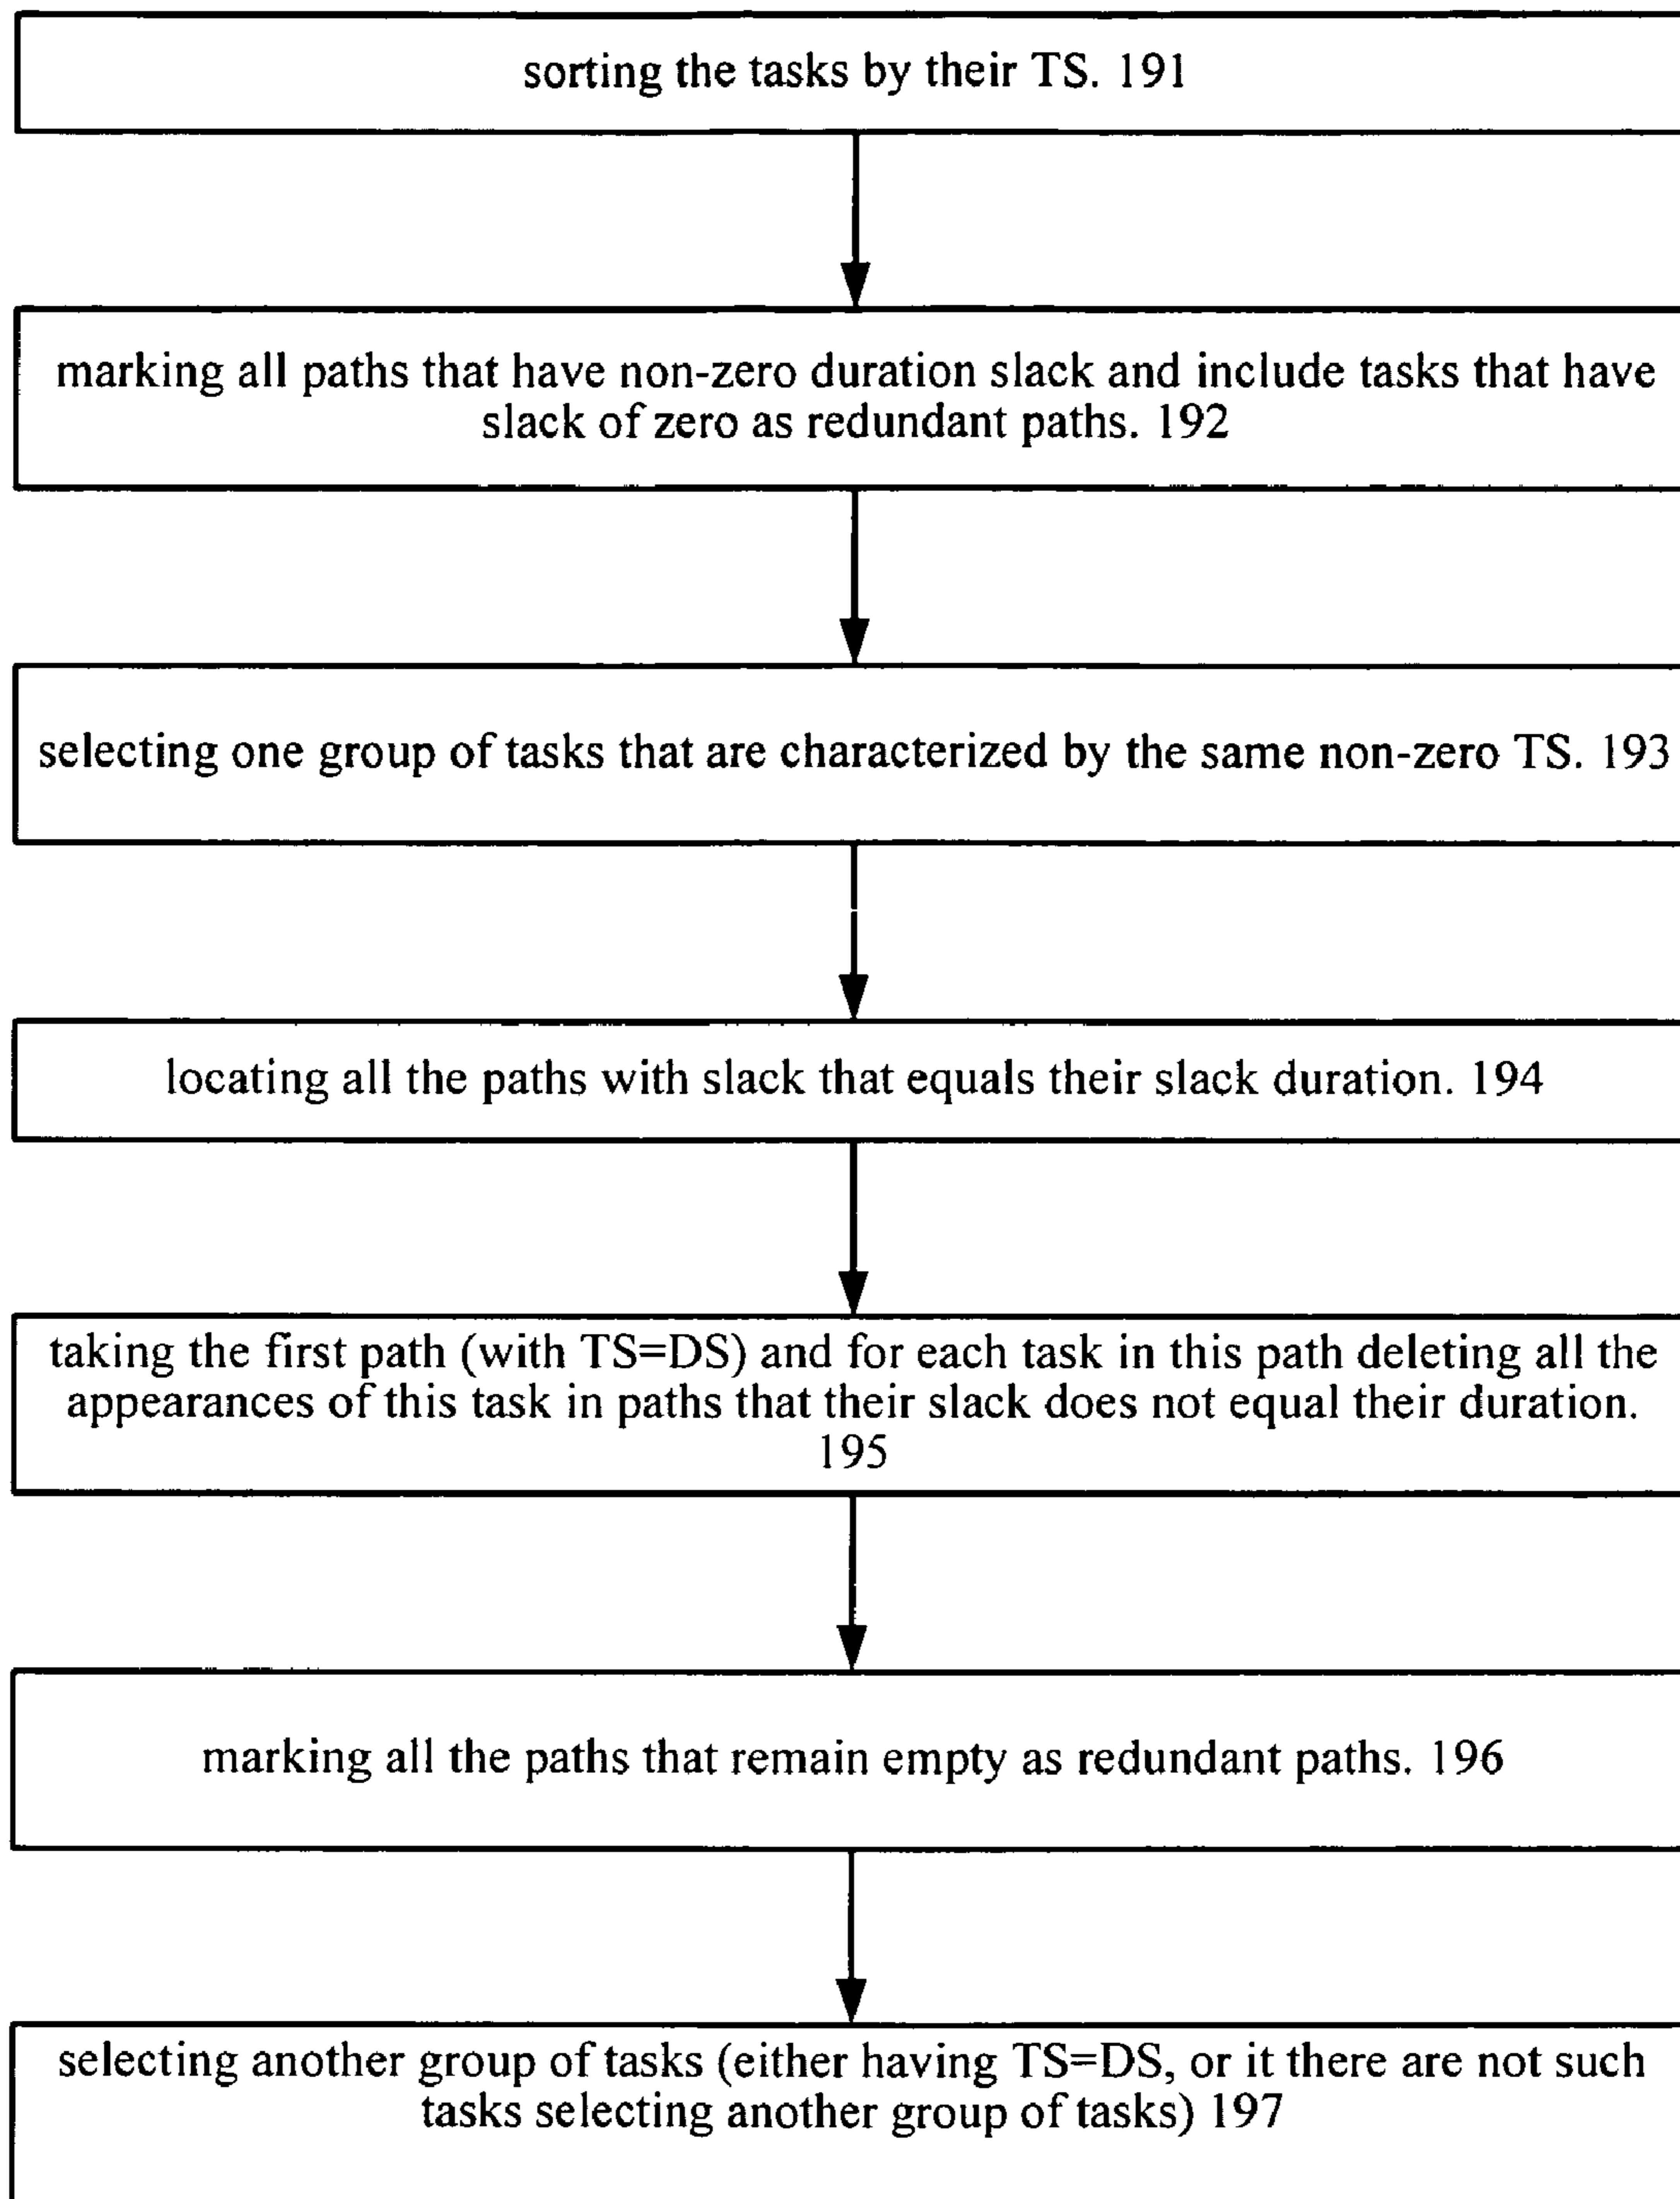 sorting the tasks by their TS. 191
marking all paths that have non-zero duration slack and include tasks that have
slack of zero as redundant paths. 192
selecting one group of tasks that are characterized by the same non-zero TS. 193
locating all the paths with slack that equals their slack duration. 194
taking the first path (with TS=DS) and for each task in this path deleting all the
appearances of this task in paths that their slack does not equal their duration.
195
marking all the paths that remain empty as redundant paths. 196
selecting another group of tasks (either having TS=DS, or it there are not such
tasks selecting another group of tasks) 197